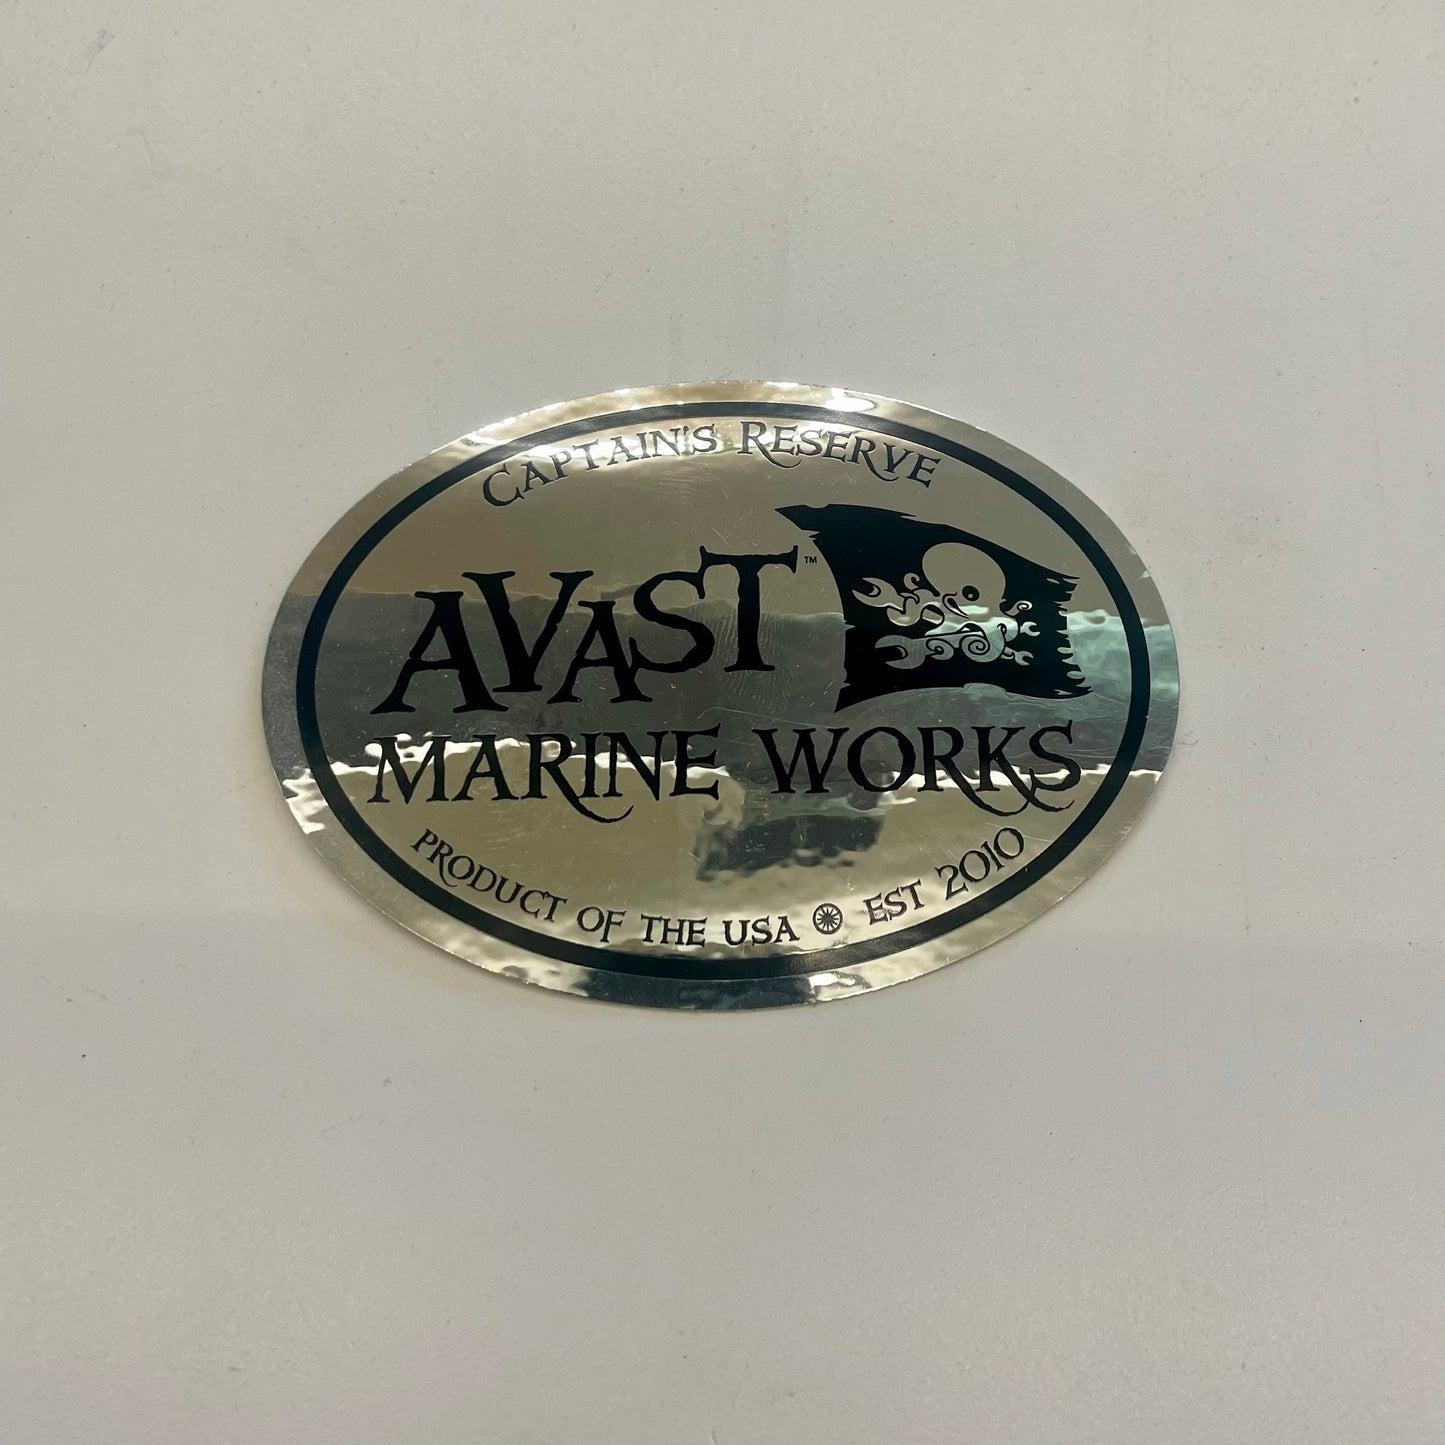 CAPTAIN'S RESERVE
AVAST™
MARINE WORKS
PRODUCT OF THE USA EST 2010